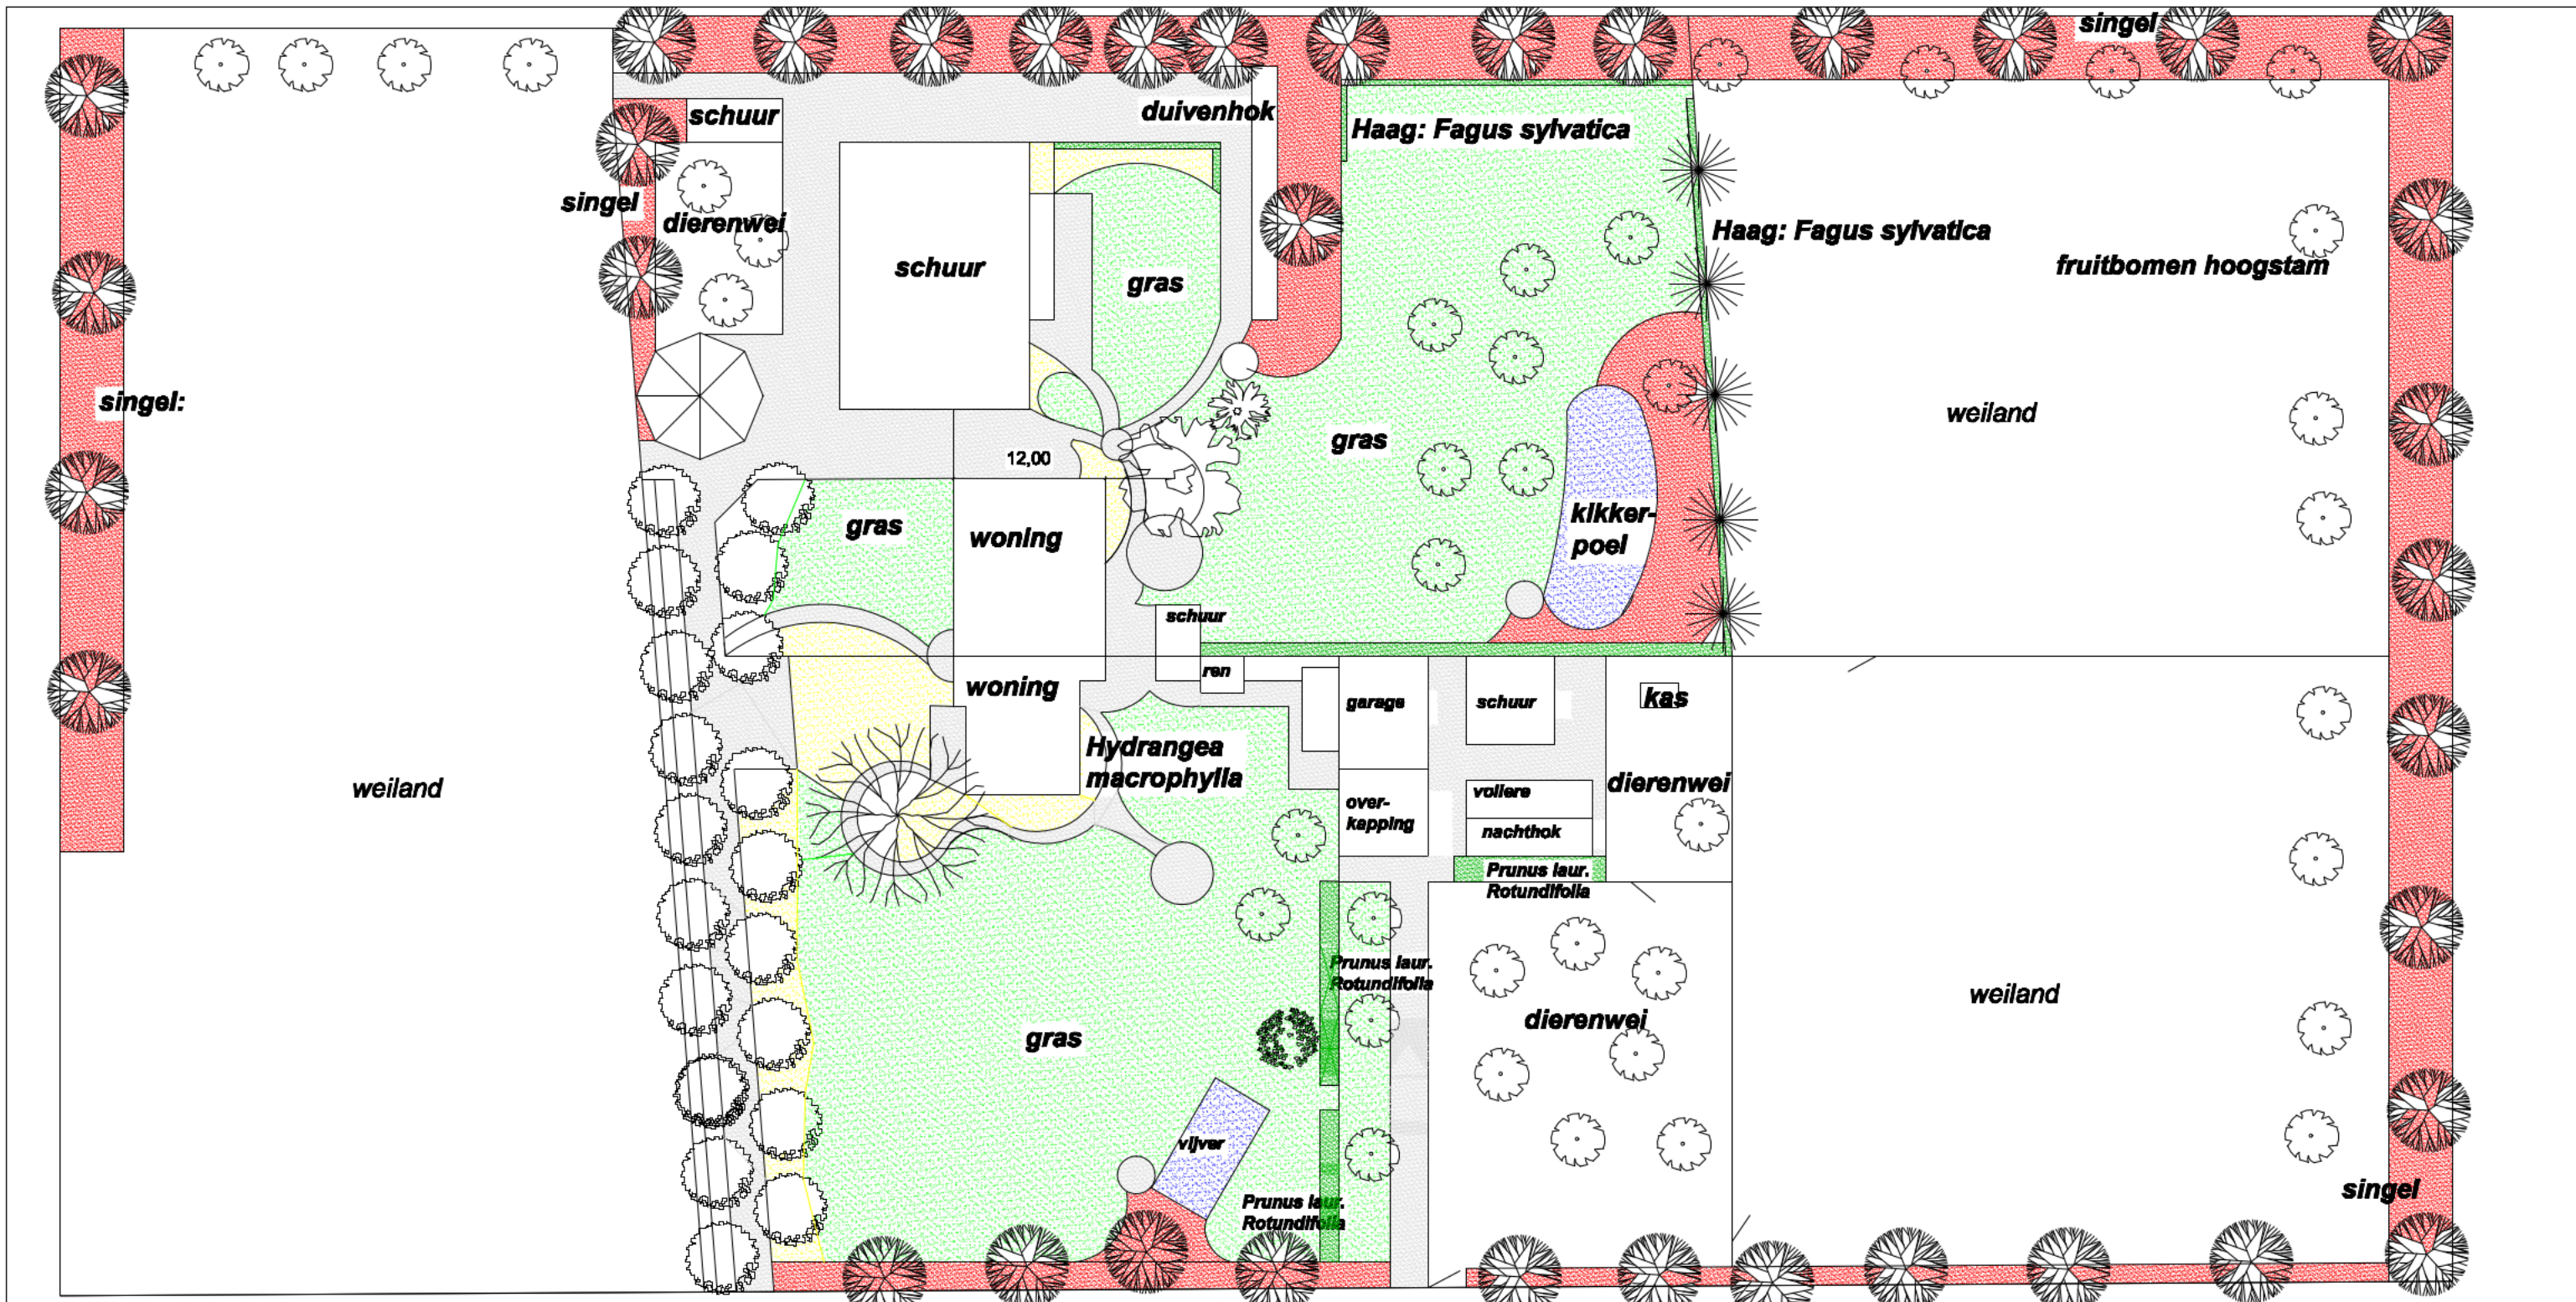 singel
schuur
duivenhok
Haag: Fagus sylvatica
singel
dierenwei
Haag: Fagus sylvatica
schuur
gras
fruitbomen hoogstam
singel:
weiland
gras
12,00
gras
woning
kikker-
poel
schuur
ren
woning
garage
schuur
kas
Hydrangea
macrophylla
weiland
over-
kapping
voliere
nachthok
dierenwei
Prunus laur.
Rotundifolia
Prunus laur.
Rotundifolia
weiland
dierenwei
gras
vijver
Prunus laur.
Rotundifolia
singel